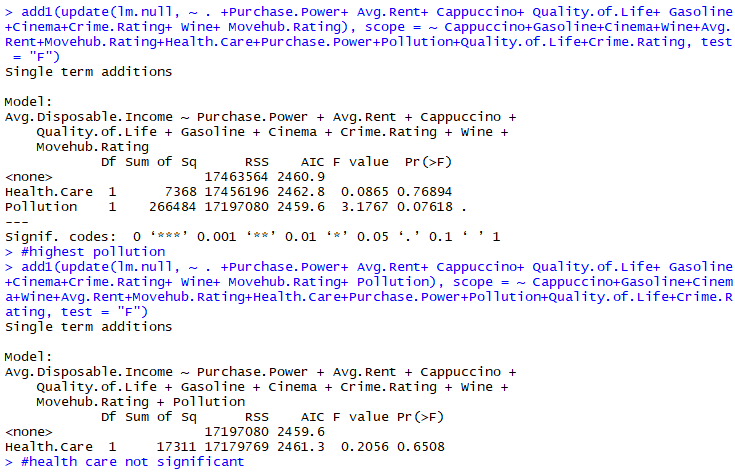 > add1(update(lm.null, ~ . +Purchase.Power+ Avg.Rent+ Cappuccino+ Quality.of.Life+ Gasoline
+Cinema+Crime.Rating+ Wine+ Movehub.Rating), scope = ~ Cappuccino+Gasoline+Cinema+Wine+Avg.
Rent+Movehub.Rating+Health.Care+Purchase.Power+Pollution+Quality.of.Life+Crime.Rating, test
= "F")
Single term additions
Model:
Avg.Disposable.Income ~ Purchase.Power + Avg.Rent + Cappuccino +
Quality.of.Life + Gasoline + Cinema + Crime.Rating + Wine +
Movehub.Rating
Df Sum of Sq RSS AIC F value Pr(>F)
<none> 17463564 2460.9
Health.Care 1 7368 17456196 2462.8 0.0865 0.76894
Pollution 1 266484 17197080 2459.6 3.1767 0.07618 .
---
Signif. codes: 0 ‘***’ 0.001 ‘**’ 0.01 ‘*’ 0.05 ‘.’ 0.1 ‘ ’ 1
> #highest pollution
> add1(update(lm.null, ~ . +Purchase.Power+ Avg.Rent+ Cappuccino+ Quality.of.Life+ Gasoline
+Cinema+Crime.Rating+ Wine+ Movehub.Rating+ Pollution), scope = ~ Cappuccino+Gasoline+Cinem
a+Wine+Avg.Rent+Movehub.Rating+Health.Care+Purchase.Power+Pollution+Quality.of.Life+Crime.R
ating, test = "F")
Single term additions
Model:
Avg.Disposable.Income ~ Purchase.Power + Avg.Rent + Cappuccino +
Quality.of.Life + Gasoline + Cinema + Crime.Rating + Wine +
Movehub.Rating + Pollution
Df Sum of Sq RSS AIC F value Pr(>F)
<none> 17197080 2459.6
Health.Care 1 17311 17179769 2461.3 0.2056 0.6508
> #health care not significant